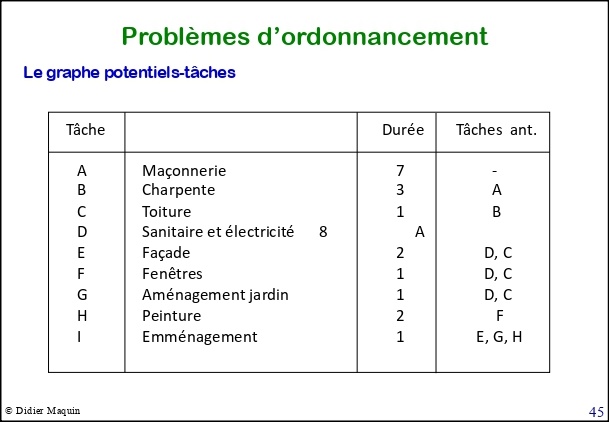 Problèmes d'ordonnancement
Le graphe potentiels-tâches
Tâche Durée Tâches ant.
A Maçonnerie 7 -
B Charpente 3 A
C Toiture 1 B
D Sanitaire et électricité 8 A
E Façade 2 D, C
F Fenêtres 1 D, C
G Aménagement jardin 1 D, C
H Peinture 2 F
I Emménagement 1 E, G, H
© Didier Maquin 45